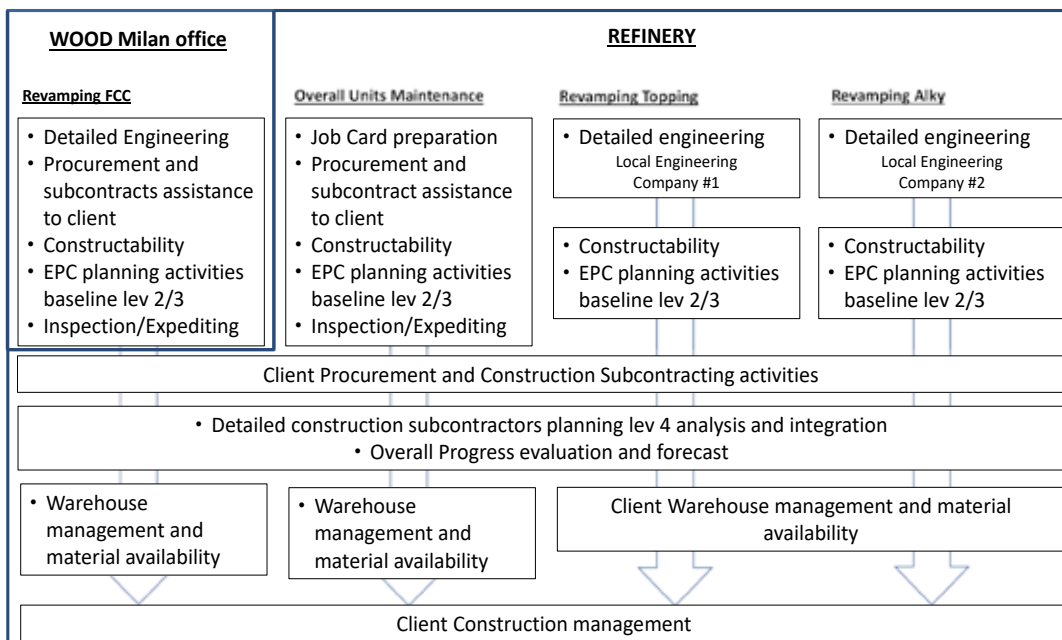 WOOD Milan office
REFINERY
Revamping FCC
Overall Units Maintenance
Revamping Topping
Revamping Alky
• Detailed Engineering
• Procurement and
subcontracts assistance
to client
• Constructability
• EPC planning activities
baseline lev 2/3
• Inspection/Expediting
• Job Card preparation
• Procurement and
subcontract assistance
to client
• Constructability
• EPC planning activities
baseline lev 2/3
• Inspection/Expediting
• Detailed engineering
Local Engineering
Company #1
• Constructability
• EPC planning activities
baseline lev 2/3
• Detailed engineering
Local Engineering
Company #2
• Constructability
• EPC planning activities
baseline lev 2/3
Client Procurement and Construction Subcontracting activities
• Detailed construction subcontractors planning lev 4 analysis and integration
• Overall Progress evaluation and forecast
• Warehouse
management and
material availability
• Warehouse
management and
material availability
Client Warehouse management and material
availability
Client Construction management